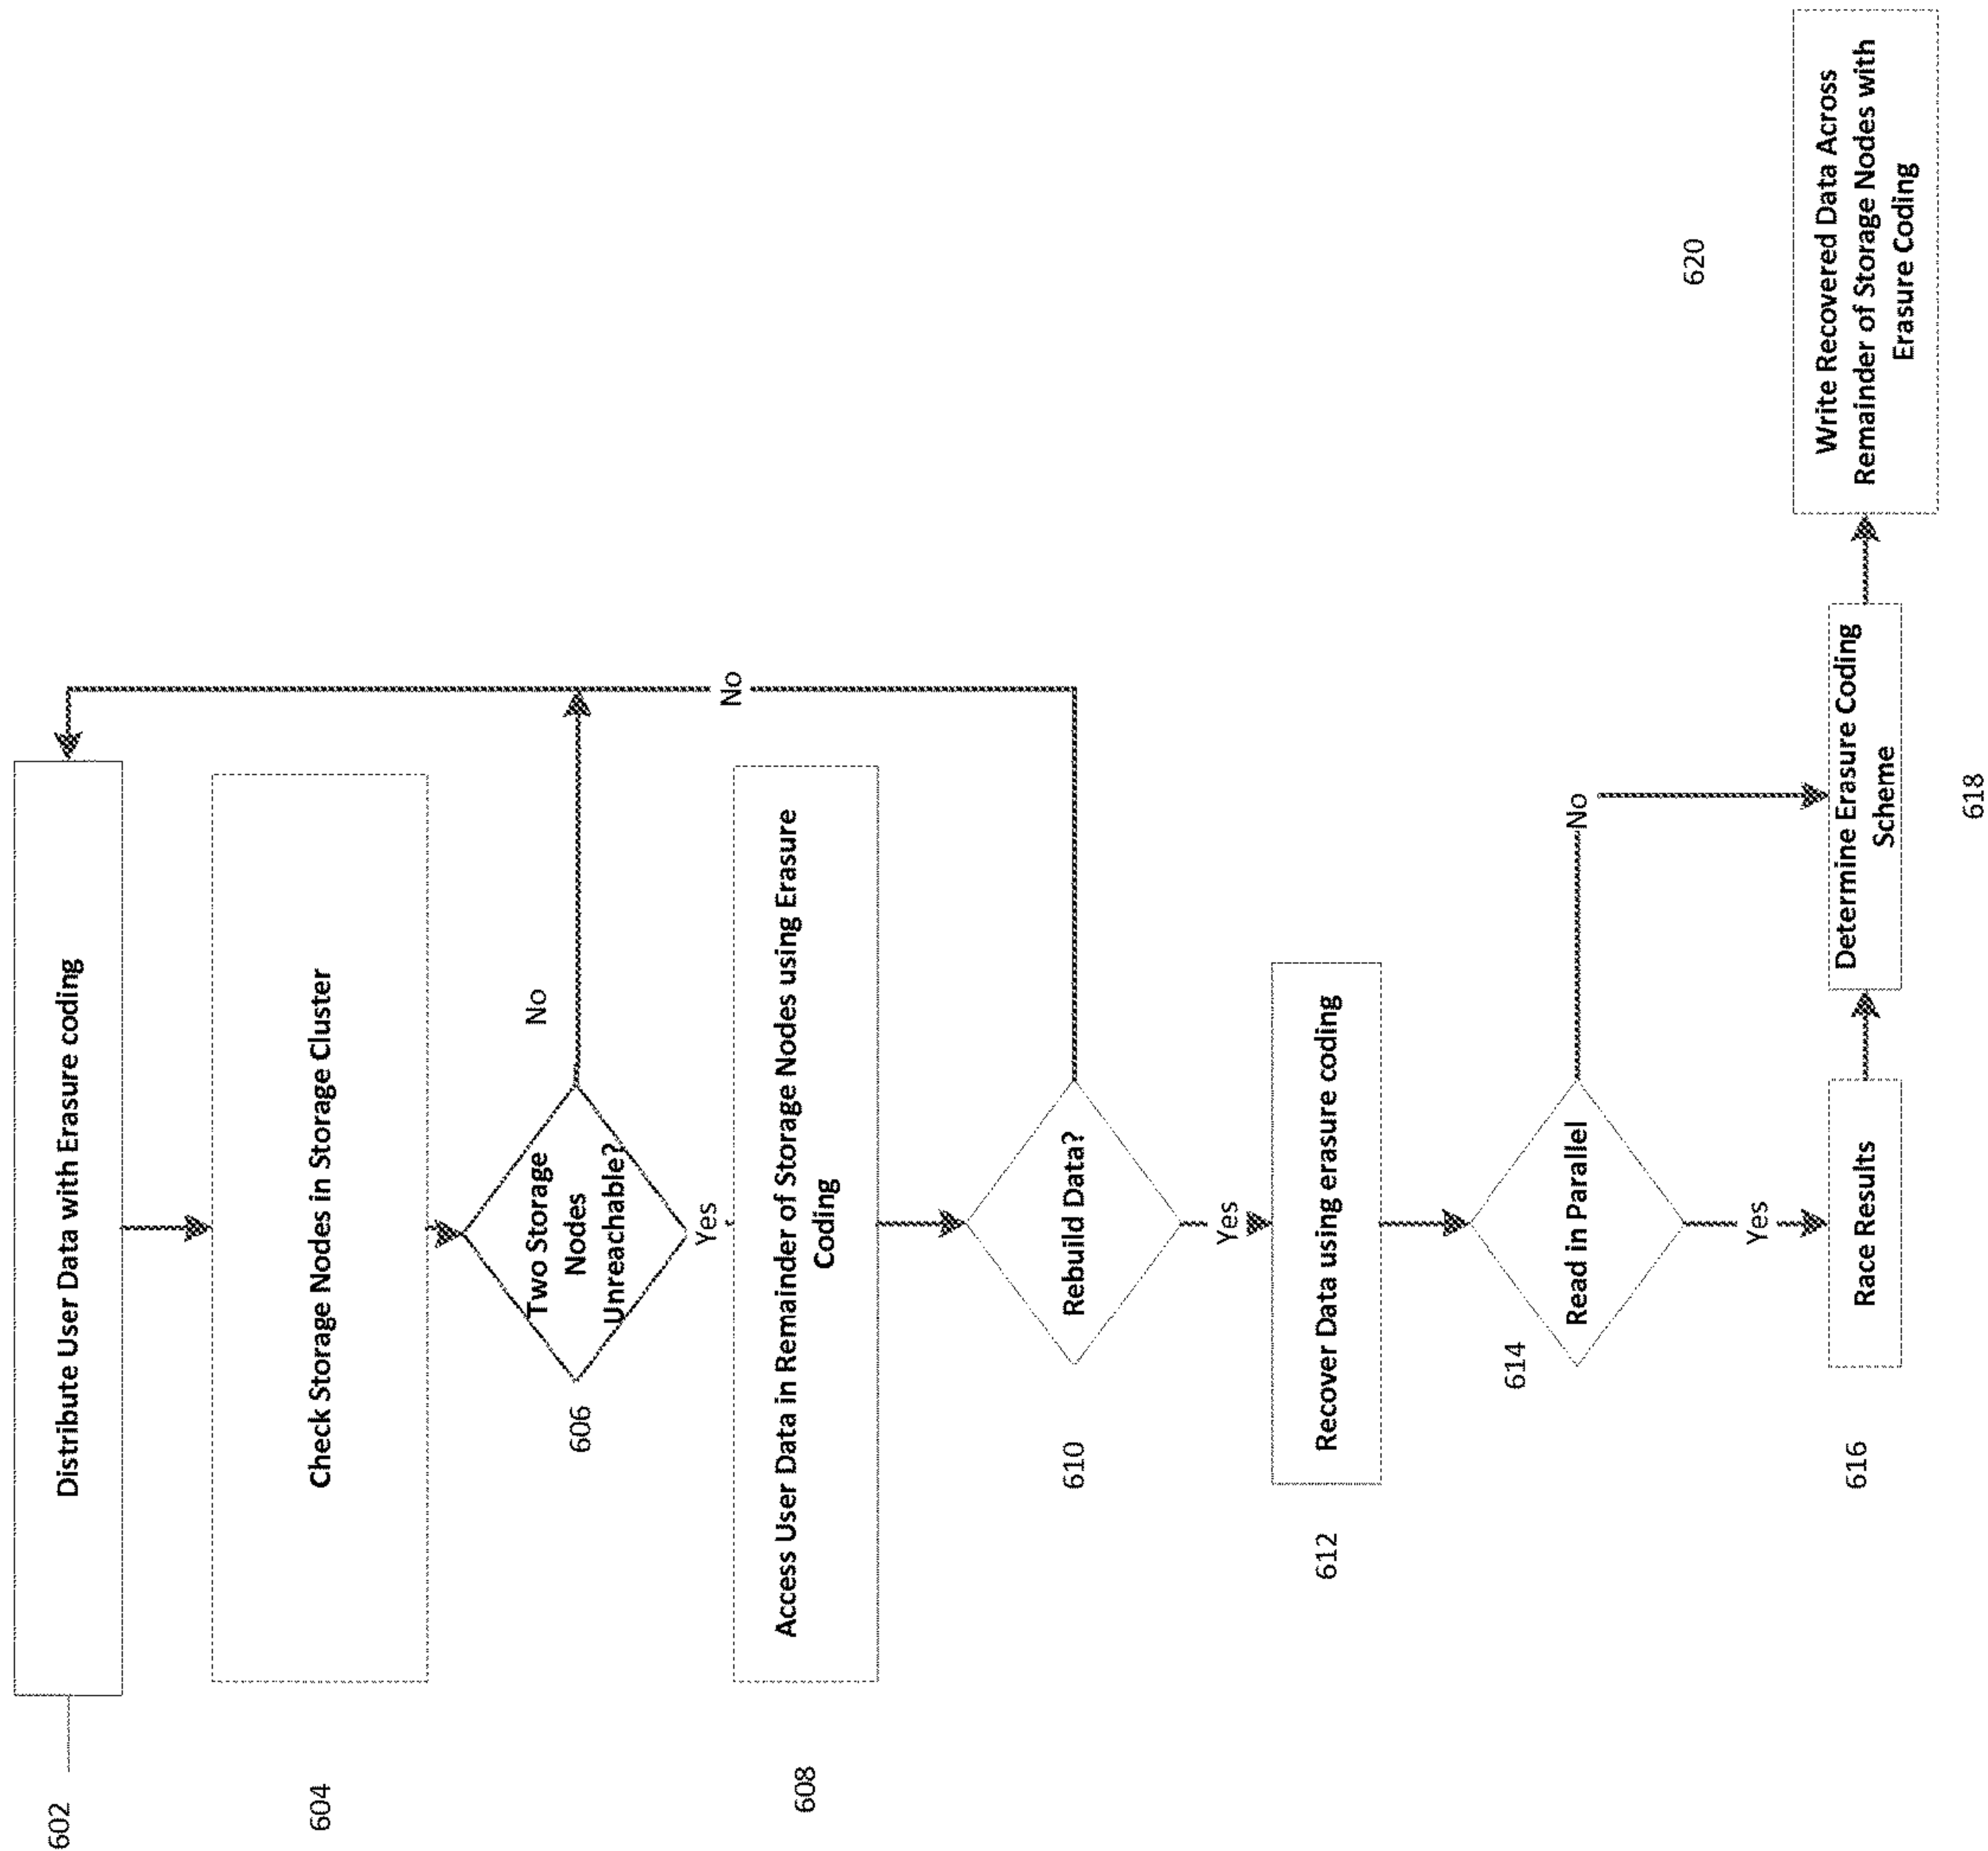 602
Distribute User Data with Erasure coding
604
Check Storage Nodes in Storage Cluster
606
Two Storage
Nodes
Unreachable?
No
Yes
608
Access User Data in Remainder of Storage Nodes using Erasure
Coding
No
610
Rebuild Data?
Yes
612
Recover Data using erasure coding
614
Read in Parallel
No
Yes
616
Race Results
Determine Erasure Coding
Scheme
618
620
Write Recovered Data Across
Remainder of Storage Nodes with
Erasure Coding